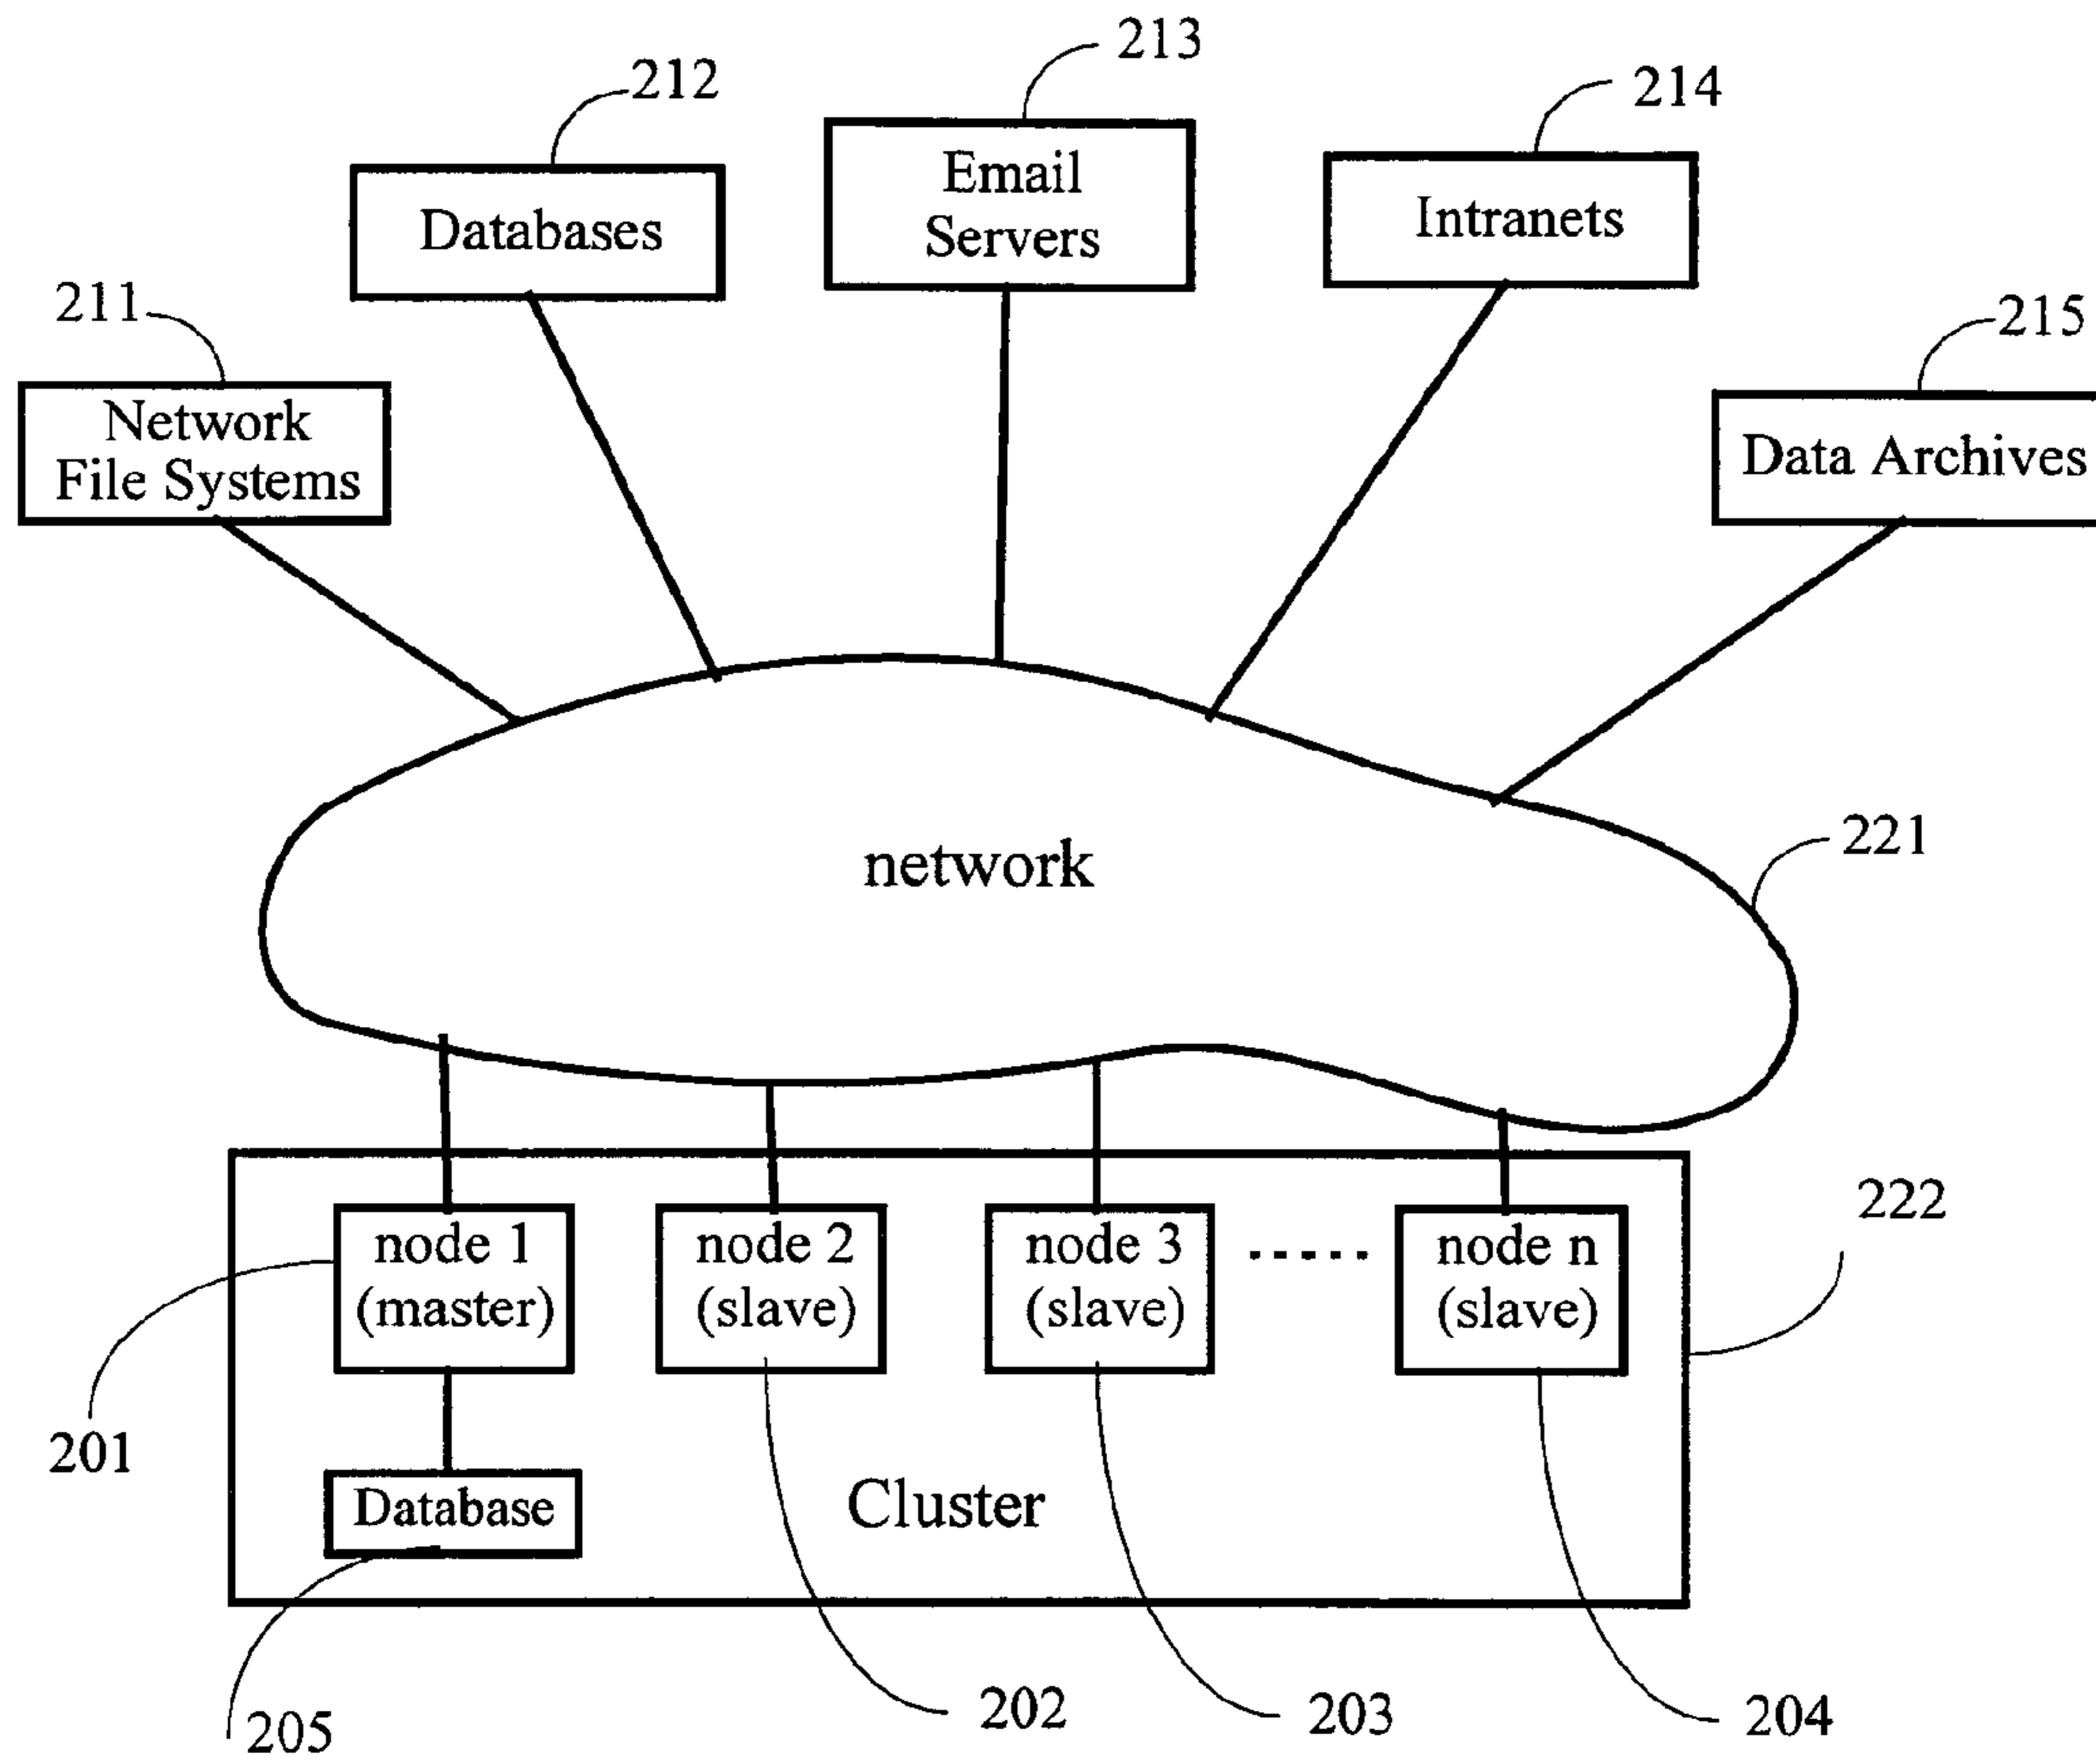 213
212
214
Email
Servers
Databases
Intranets
211
215
Network
File Systems
Data Archives
221
network
222
node 1
(master)
node 2
(slave)
node 3
(slave)
.....
node n
(slave)
201
Database
Cluster
205
202
203
204